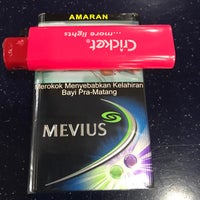 AMARAN
Cricket
...more lights
Merokok Menyebabkan Kelahiran
Bayi Pra-Matang
MEVIUS